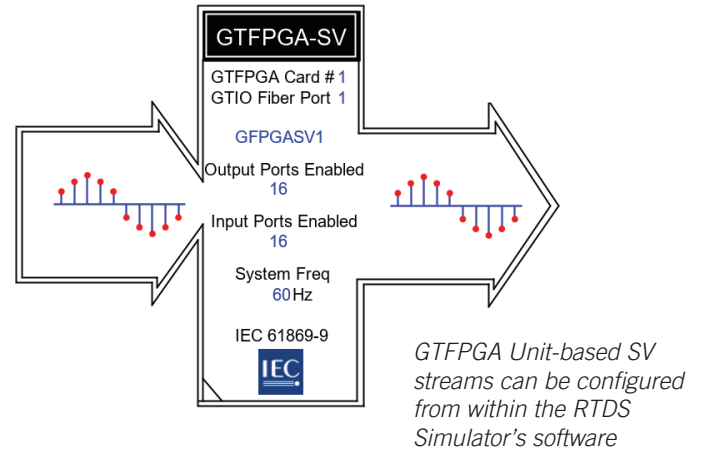 GTFPGA-SV
GTFPGA Card # 1
GTIO Fiber Port 1
GFPGASV1
Output Ports Enabled
16
Input Ports Enabled
16
System Freq
60Hz
IEC 61869-9
IEC
GTFPGA Unit-based SV
streams can be configured
from within the RTDS
Simulator's software